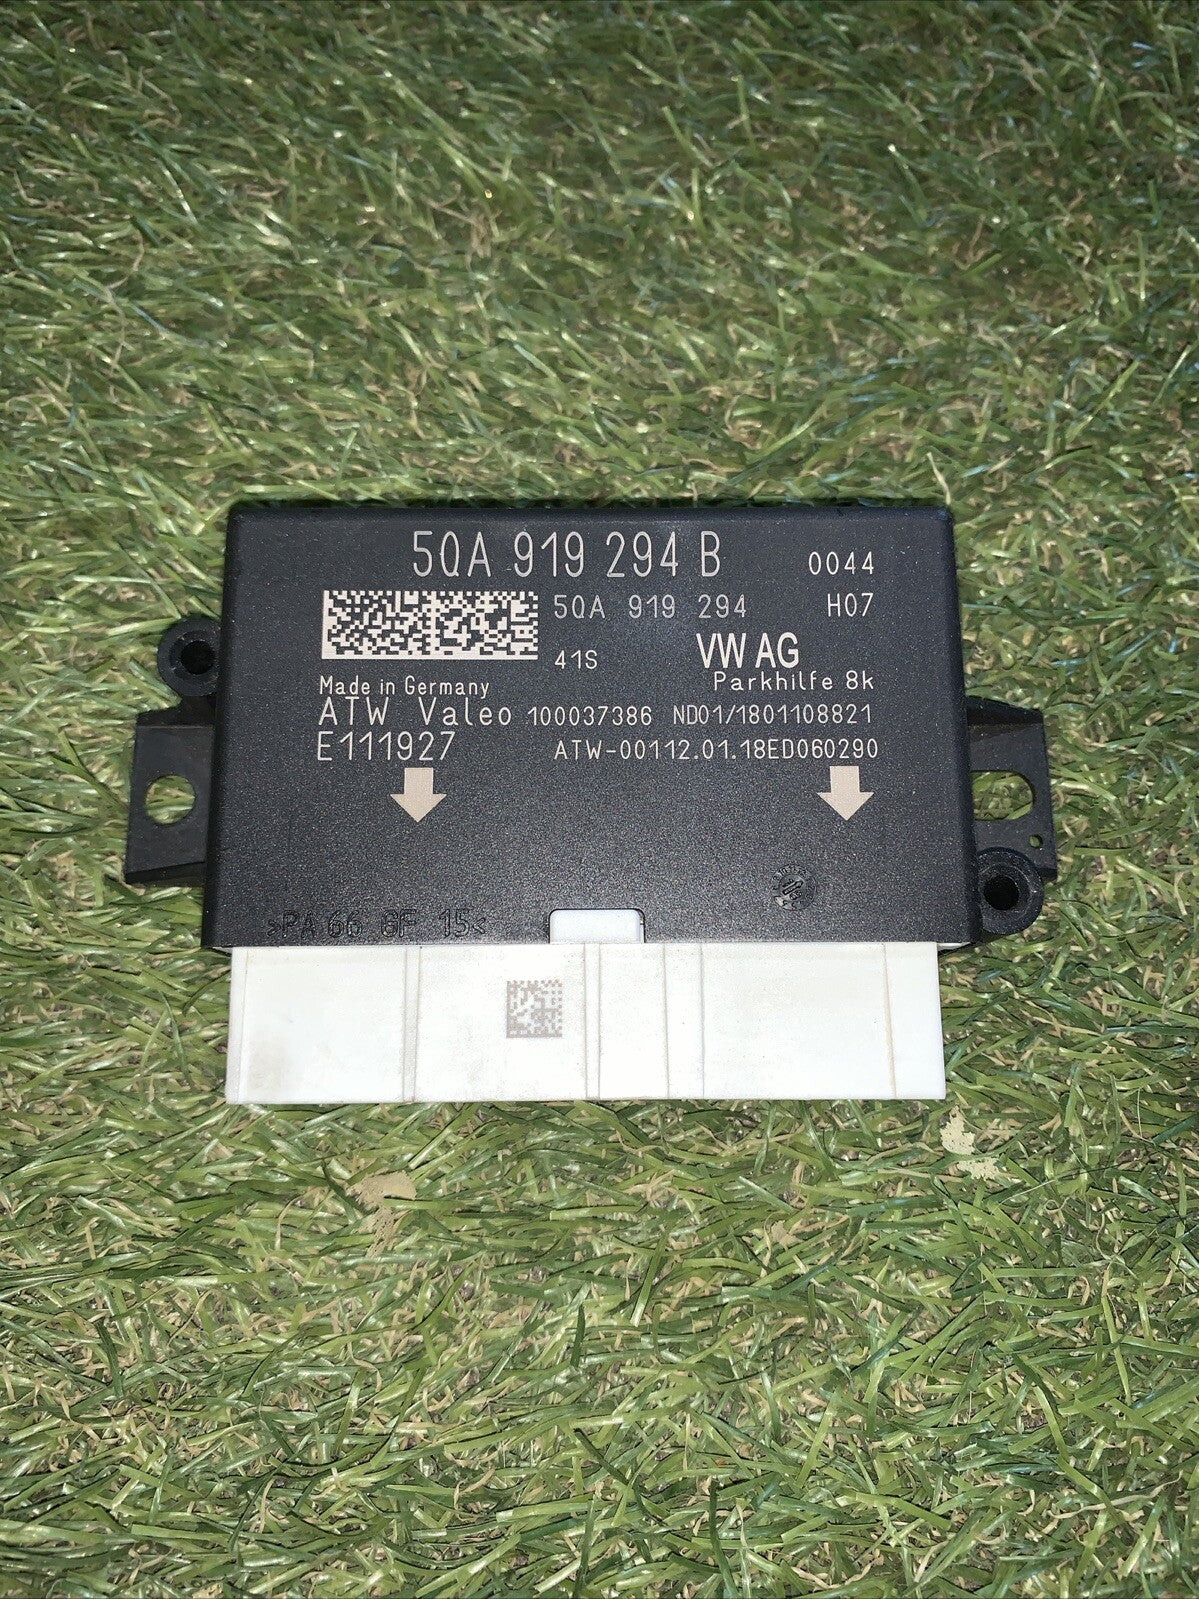 5QA 919 294 B 0044
5QA 919 294 H07
41S VW AG
Parkhilfe 8k
Made in Germany
ATW Valeo 100037386 ND01/1801108821
E111927 ATW-00112.01.18ED060290
>PA 66 GF 15<